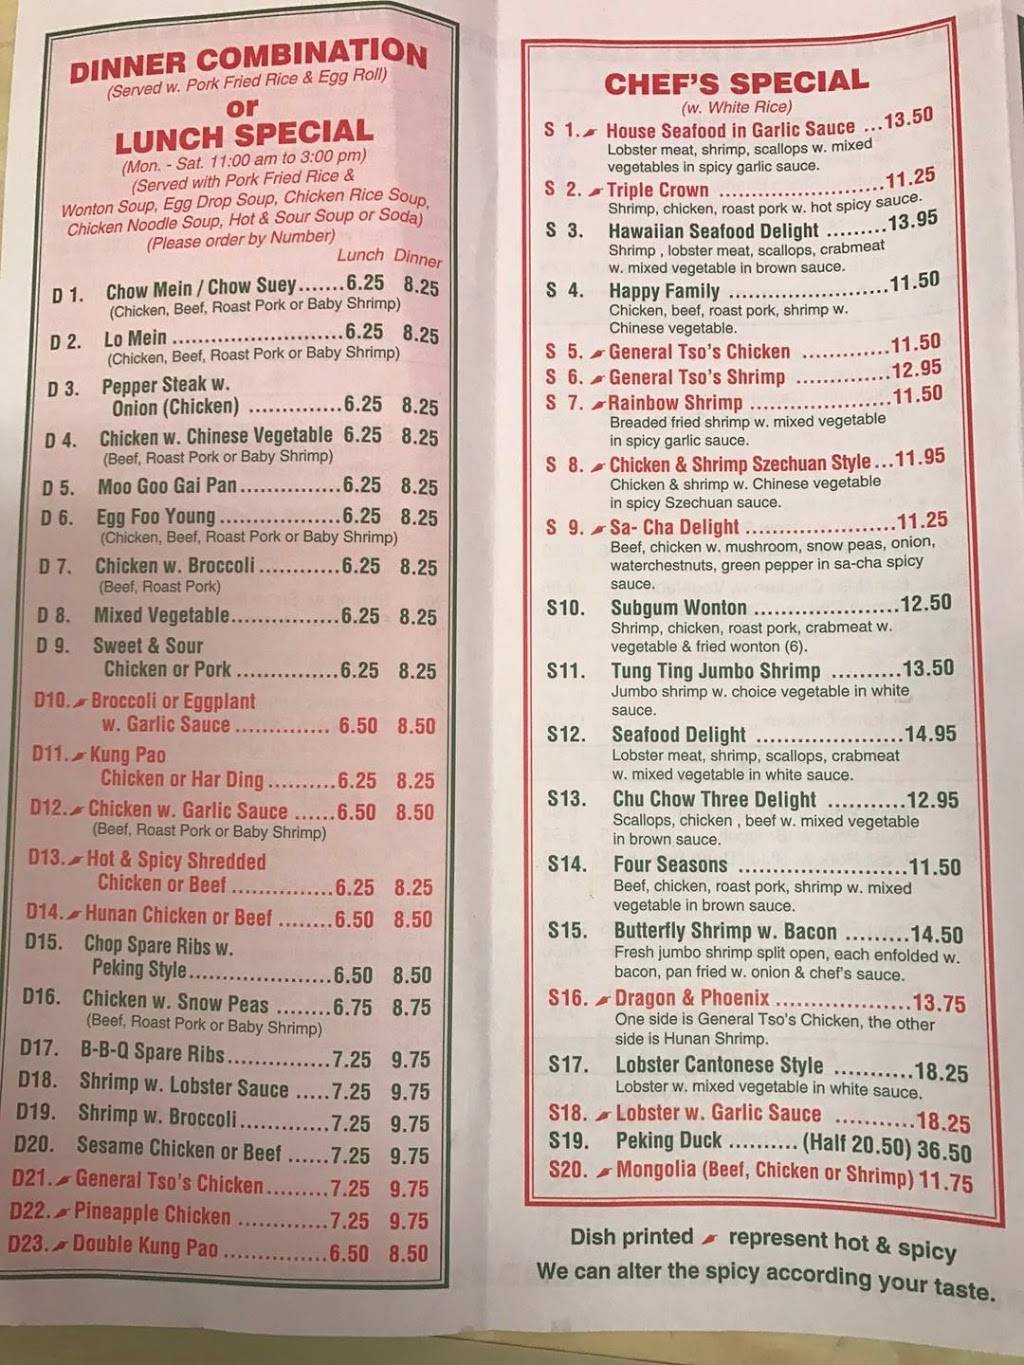 DINNER COMBINATION
(Served w. Pork Fried Rice & Egg Roll)
or
LUNCH SPECIAL
(Mon. - Sat. 11:00 am to 3:00 pm)
(Served with Pork Fried Rice &
Wonton Soup, Egg Drop Soup, Chicken Rice Soup,
Chicken Noodle Soup, Hot & Sour Soup or Soda)
(Please order by Number)
Lunch Dinner
D 1. Chow Mein / Chow Suey.......6.25 8.25
(Chicken, Beef, Roast Pork or Baby Shrimp)
D 2. Lo Mein ..........................6.25 8.25
(Chicken, Beef, Roast Pork or Baby Shrimp)
D 3. Pepper Steak w.
Onion (Chicken) ..............6.25 8.25
D 4. Chicken w. Chinese Vegetable 6.25 8.25
(Beef, Roast Pork or Baby Shrimp)
D 5. Moo Goo Gai Pan...............6.25 8.25
D 6. Egg Foo Young ..................6.25 8.25
(Chicken, Beef, Roast Pork or Baby Shrimp)
D 7. Chicken w. Broccoli ............6.25 8.25
(Beef, Roast Pork)
D 8. Mixed Vegetable................6.25 8.25
D 9. Sweet & Sour
Chicken or Pork ...............6.25 8.25
D10. Broccoli or Eggplant
w. Garlic Sauce .............. 6.50 8.50
D11. Kung Pao
Chicken or Har Ding ..........6.25 8.25
D12. Chicken w. Garlic Sauce ......6.50 8.50
(Beef, Roast Pork or Baby Shrimp)
D13. Hot & Spicy Shredded
Chicken or Beef ...............6.25 8.25
D14. Hunan Chicken or Beef ........6.50 8.50
D15. Chop Spare Ribs w.
Peking Style.....................6.50 8.50
D16. Chicken w. Snow Peas ........6.75 8.75
(Beef, Roast Pork or Baby Shrimp)
D17. B-B-Q Spare Ribs...............7.25 9.75
D18. Shrimp w. Lobster Sauce .....7.25 9.75
D19. Shrimp w. Broccoli.............7.25 9.75
D20. Sesame Chicken or Beef ......7.25 9.75
D21. General Tso's Chicken.........7.25 9.75
D22. Pineapple Chicken .............7.25 9.75
D23. Double Kung Pao ...............6.50 8.50
CHEF'S SPECIAL
(w. White Rice)
S 1. House Seafood in Garlic Sauce ...13.50
Lobster meat, shrimp, scallops w. mixed
vegetables in spicy garlic sauce.
S 2. Triple Crown .........................11.25
Shrimp, chicken, roast pork w. hot spicy sauce.
S 3. Hawaiian Seafood Delight .........13.95
Shrimp , lobster meat, scallops, crabmeat
w. mixed vegetable in brown sauce.
S 4. Happy Family ........................11.50
Chicken, beef, roast pork, shrimp w.
Chinese vegetable.
S 5. General Tso's Chicken .............11.50
S 6. General Tso's Shrimp ..............12.95
S 7. Rainbow Shrimp .....................11.50
Breaded fried shrimp w. mixed vegetable
in spicy garlic sauce.
S 8. Chicken & Shrimp Szechuan Style...11.95
Chicken & shrimp w. Chinese vegetable
in spicy Szechuan sauce.
S 9. Sa- Cha Delight ......................11.25
Beef, chicken w. mushroom, snow peas, onion,
waterchestnuts, green pepper in sa-cha spicy
sauce.
S10. Subgum Wonton .....................12.50
Shrimp, chicken, roast pork, crabmeat w.
vegetable & fried wonton (6).
S11. Tung Ting Jumbo Shrimp ..........13.50
Jumbo shrimp w. choice vegetable in white
sauce.
S12. Seafood Delight .....................14.95
Lobster meat, shrimp, scallops, crabmeat
w. mixed vegetable in white sauce.
S13. Chu Chow Three Delight ...........12.95
Scallops, chicken , beef w. mixed vegetable
in brown sauce.
S14. Four Seasons ........................11.50
Beef, chicken, roast pork, shrimp w. mixed
vegetable in brown sauce.
S15. Butterfly Shrimp w. Bacon .........14.50
Fresh jumbo shrimp split open, each enfolded w.
bacon, pan fried w. onion & chef's sauce.
S16. Dragon & Phoenix ...................13.75
One side is General Tso's Chicken, the other
side is Hunan Shrimp.
S17. Lobster Cantonese Style ...........18.25
Lobster w. mixed vegetable in white sauce.
S18. Lobster w. Garlic Sauce ...........18.25
S19. Peking Duck .......... (Half 20.50) 36.50
S20. Mongolia (Beef, Chicken or Shrimp) 11.75
Dish printed represent hot & spicy
We can alter the spicy according your taste.